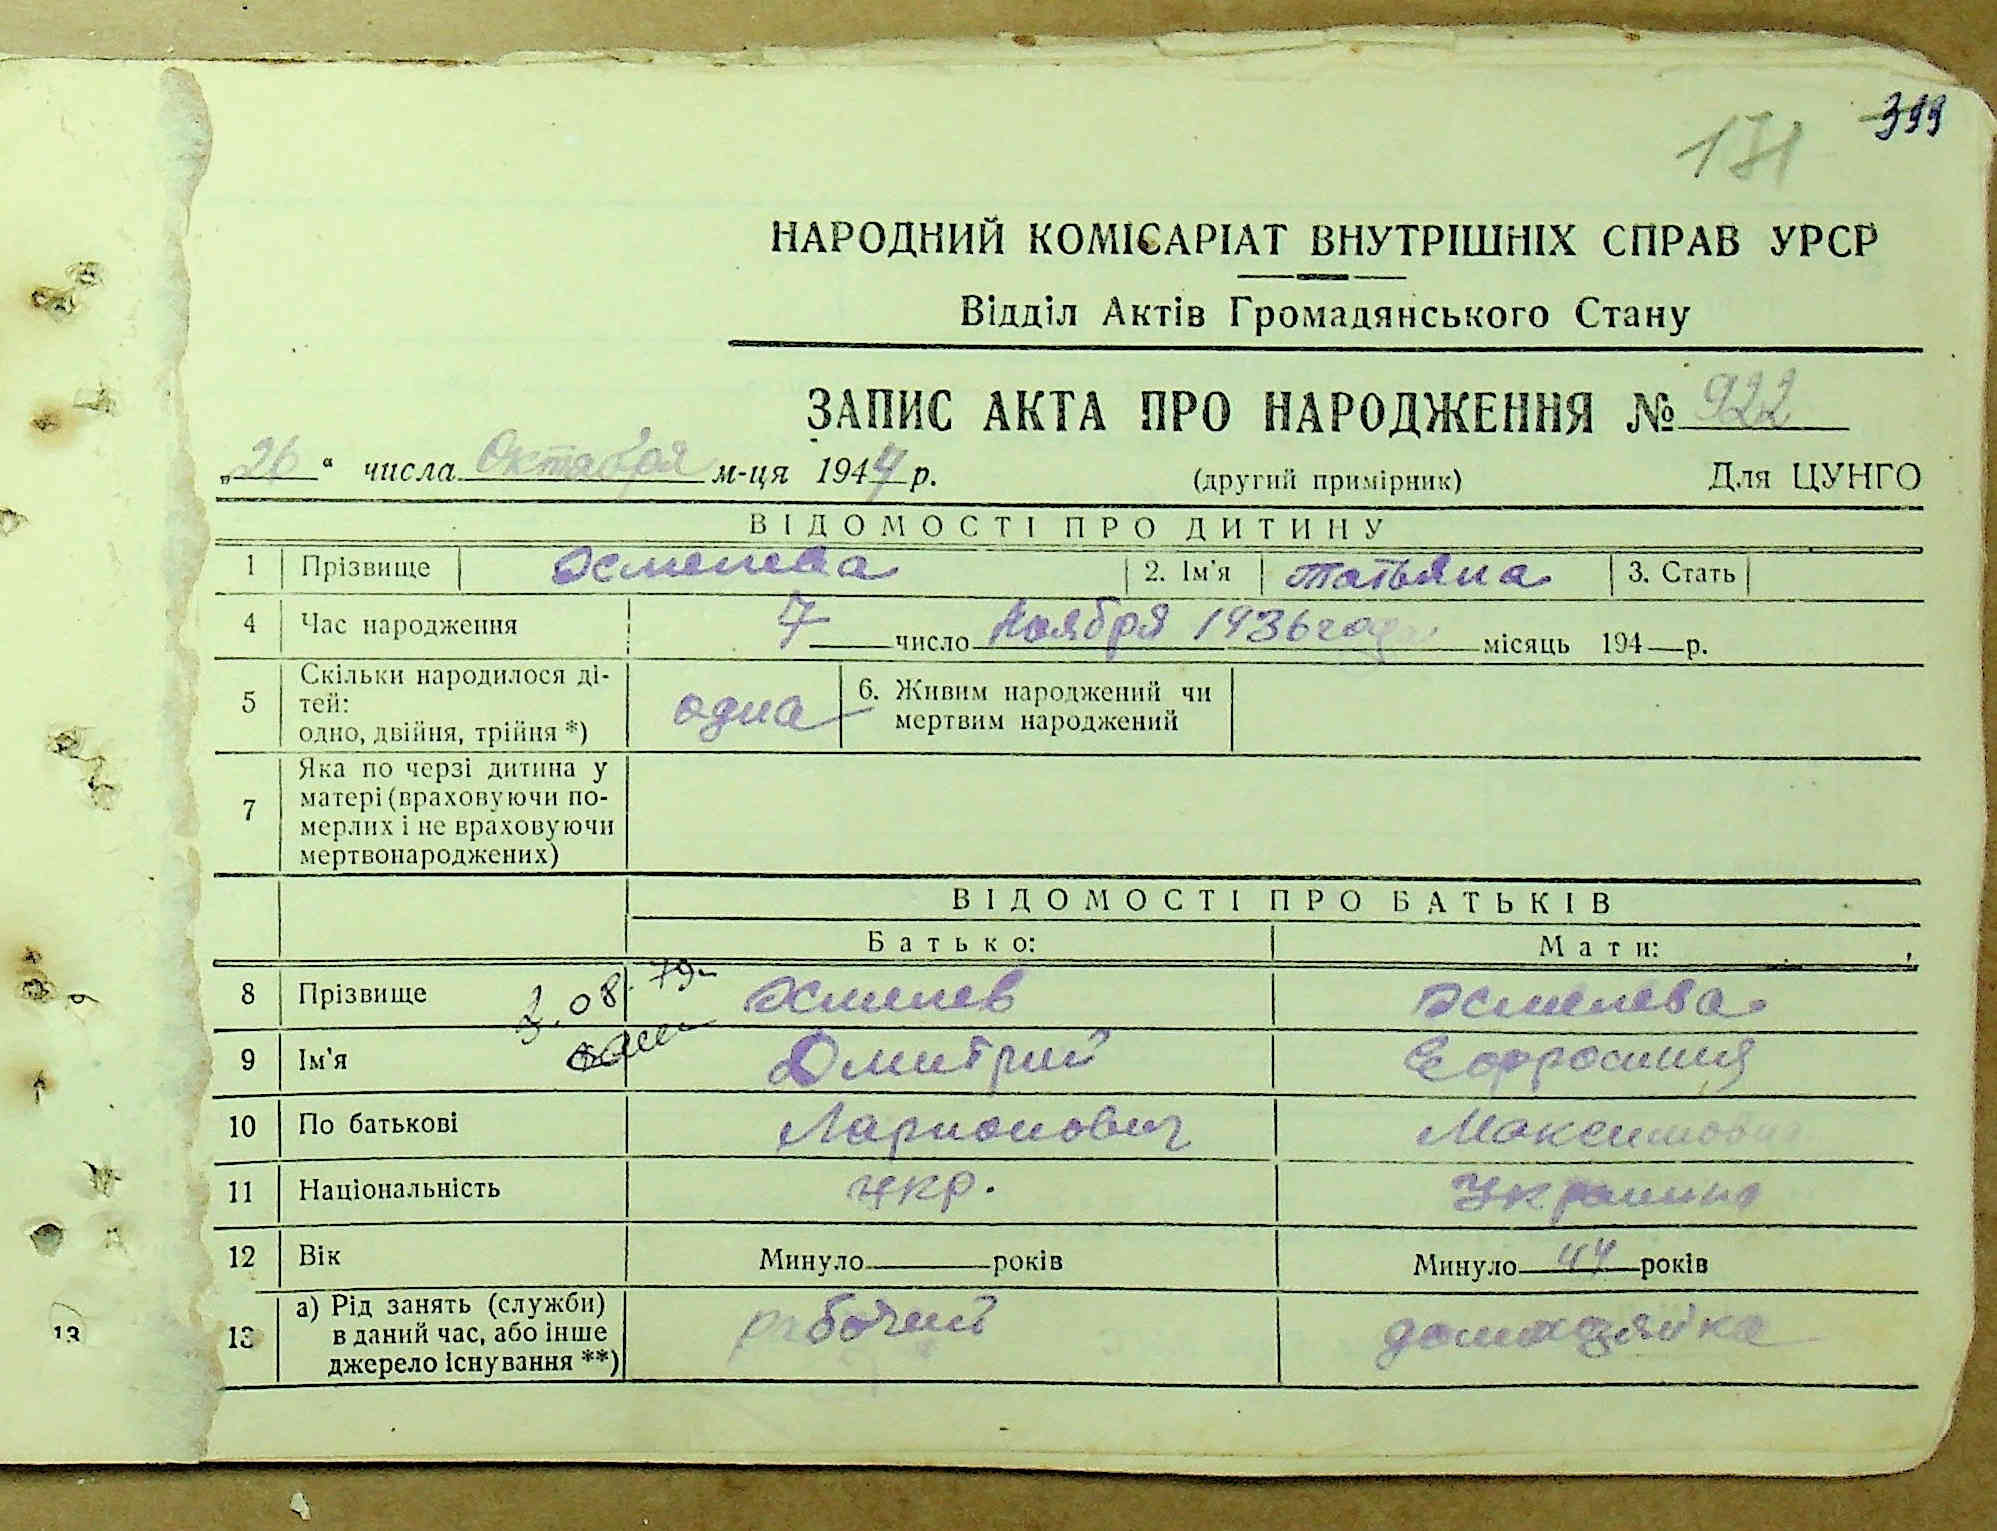 399
171
НАРОДНИЙ КОМІСАРІАТ ВНУТРІШНІХ СПРАВ УРСР
Відділ Актів Громадянського Стану
ЗАПИС АКТА ПРО НАРОДЖЕННЯ № 922
„26“ числа Октября м-ця 1944 р. (другий примірник) Для ЦУНГО
ВІДОМОСТІ ПРО ДИТИНУ
1 Прізвище 2. Ім'я Татьяна 3. Стать
4 Час народження 7 число Ноября 1936 года місяць 194 р.
5 Скільки народилося ді-
тей:
одно, двійня, трійня *) одна 6. Живим народжений чи
мертвим народжений
7 Яка по черзі дитина у
матері (враховуючи по-
мерлих і не враховуючи
мертвонароджених)
ВІДОМОСТІ ПРО БАТЬКІВ
Батько: Мати:
8 Прізвище
9 Ім'я Дмитрий Ефросиния
10 По батькові Ларионович Максимовна
11 Національність укр. Украинка
12 Вік Минуло років Минуло 44 років
13 а) Рід занять (служби)
в даний час, або інше
джерело існування **) рабочий домохазяйка
13